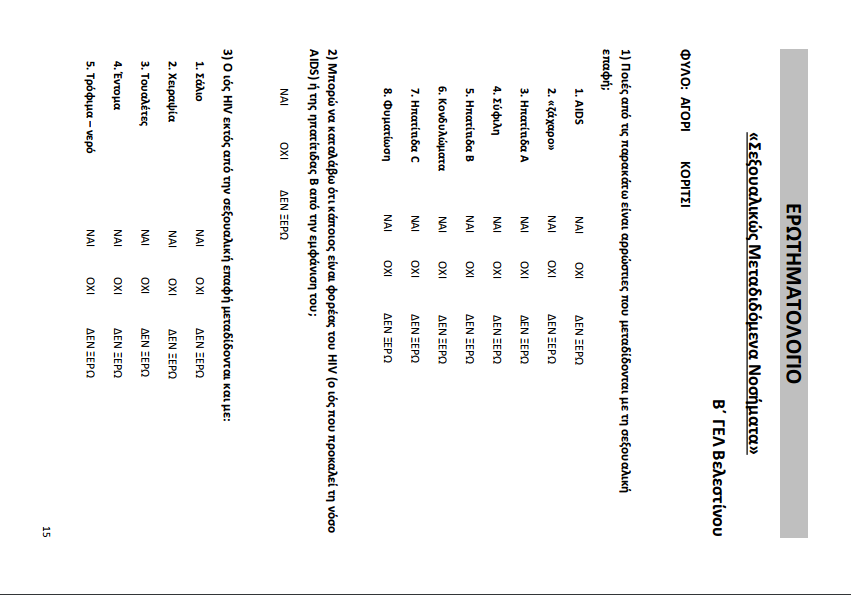 ΕΡΩΤΗΜΑΤΟΛΟΓΙΟ
«Σεξουαλικώς Μεταδιδόμενα Νοσήματα»
Β΄ ΓΕΛ Βελεστίνου
ΦΥΛΟ: ΑΓΟΡΙ ΚΟΡΙΤΣΙ
1) Ποιές από τις παρακάτω είναι αρρώστιες που μεταδίδονται με τη σεξουαλική
επαφή;
1. AIDS ΝΑΙ ΟΧΙ ΔΕΝ ΞΕΡΩ
2. «ζάχαρο» ΝΑΙ ΟΧΙ ΔΕΝ ΞΕΡΩ
3. Ηπατίτιδα Α ΝΑΙ ΟΧΙ ΔΕΝ ΞΕΡΩ
4. Σύφιλη ΝΑΙ ΟΧΙ ΔΕΝ ΞΕΡΩ
5. Ηπατίτιδα Β ΝΑΙ ΟΧΙ ΔΕΝ ΞΕΡΩ
6. Κονδυλώματα ΝΑΙ ΟΧΙ ΔΕΝ ΞΕΡΩ
7. Ηπατίτιδα C ΝΑΙ ΟΧΙ ΔΕΝ ΞΕΡΩ
8. Φυματίωση ΝΑΙ ΟΧΙ ΔΕΝ ΞΕΡΩ
2) Μπορώ να καταλάβω ότι κάποιος είναι φορέας του HIV (ο ιός που προκαλεί τη νόσο
AIDS) ή της ηπατίτιδας Β από την εμφάνιση του;
ΝΑΙ ΟΧΙ ΔΕΝ ΞΕΡΩ
3) Ο ιός HIV εκτός από την σεξουαλική επαφή μεταδίδονται και με:
1. Σάλιο ΝΑΙ ΟΧΙ ΔΕΝ ΞΕΡΩ
2. Χειραψία ΝΑΙ ΟΧΙ ΔΕΝ ΞΕΡΩ
3. Τουαλέτες ΝΑΙ ΟΧΙ ΔΕΝ ΞΕΡΩ
4. Έντομα ΝΑΙ ΟΧΙ ΔΕΝ ΞΕΡΩ
5. Τρόφιμα – νερό ΝΑΙ ΟΧΙ ΔΕΝ ΞΕΡΩ
15